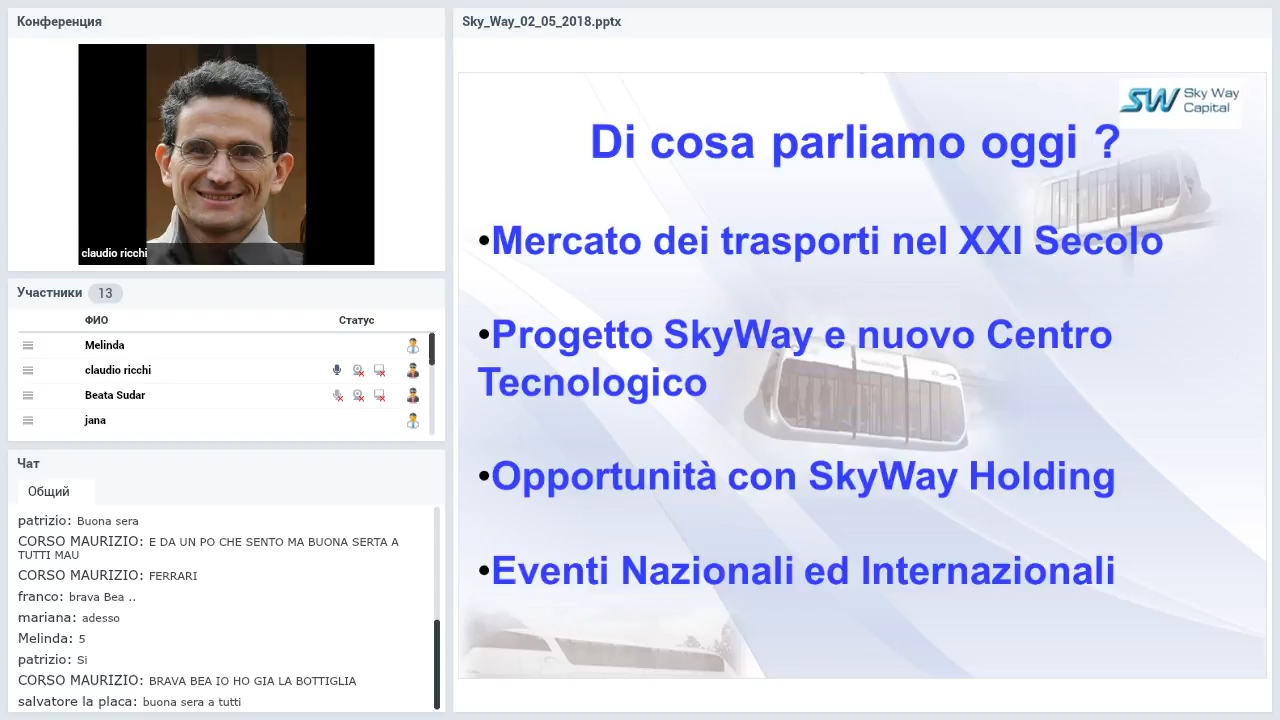 Конференция
claudio ricchi
Участники 13
ФИО Статус
Melinda
claudio ricchi
Beata Sudar
jana
Чат
Общий
patrizio: Buona sera
CORSO MAURIZIO: E DA UN PO CHE SENTO MA BUONA SERTA A
TUTTI MAU
CORSO MAURIZIO: FERRARI
franco: brava Bea ..
mariana: adesso
Melinda: 5
patrizio: Si
CORSO MAURIZIO: BRAVA BEA IO HO GIA LA BOTTIGLIA
salvatore la placa: buona sera a tutti
Sky_Way_02_05_2018.pptx
SW Sky Way
Capital
Di cosa parliamo oggi ?
•Mercato dei trasporti nel XXI Secolo
•Progetto SkyWay e nuovo Centro
Tecnologico
•Opportunità con SkyWay Holding
•Eventi Nazionali ed Internazionali